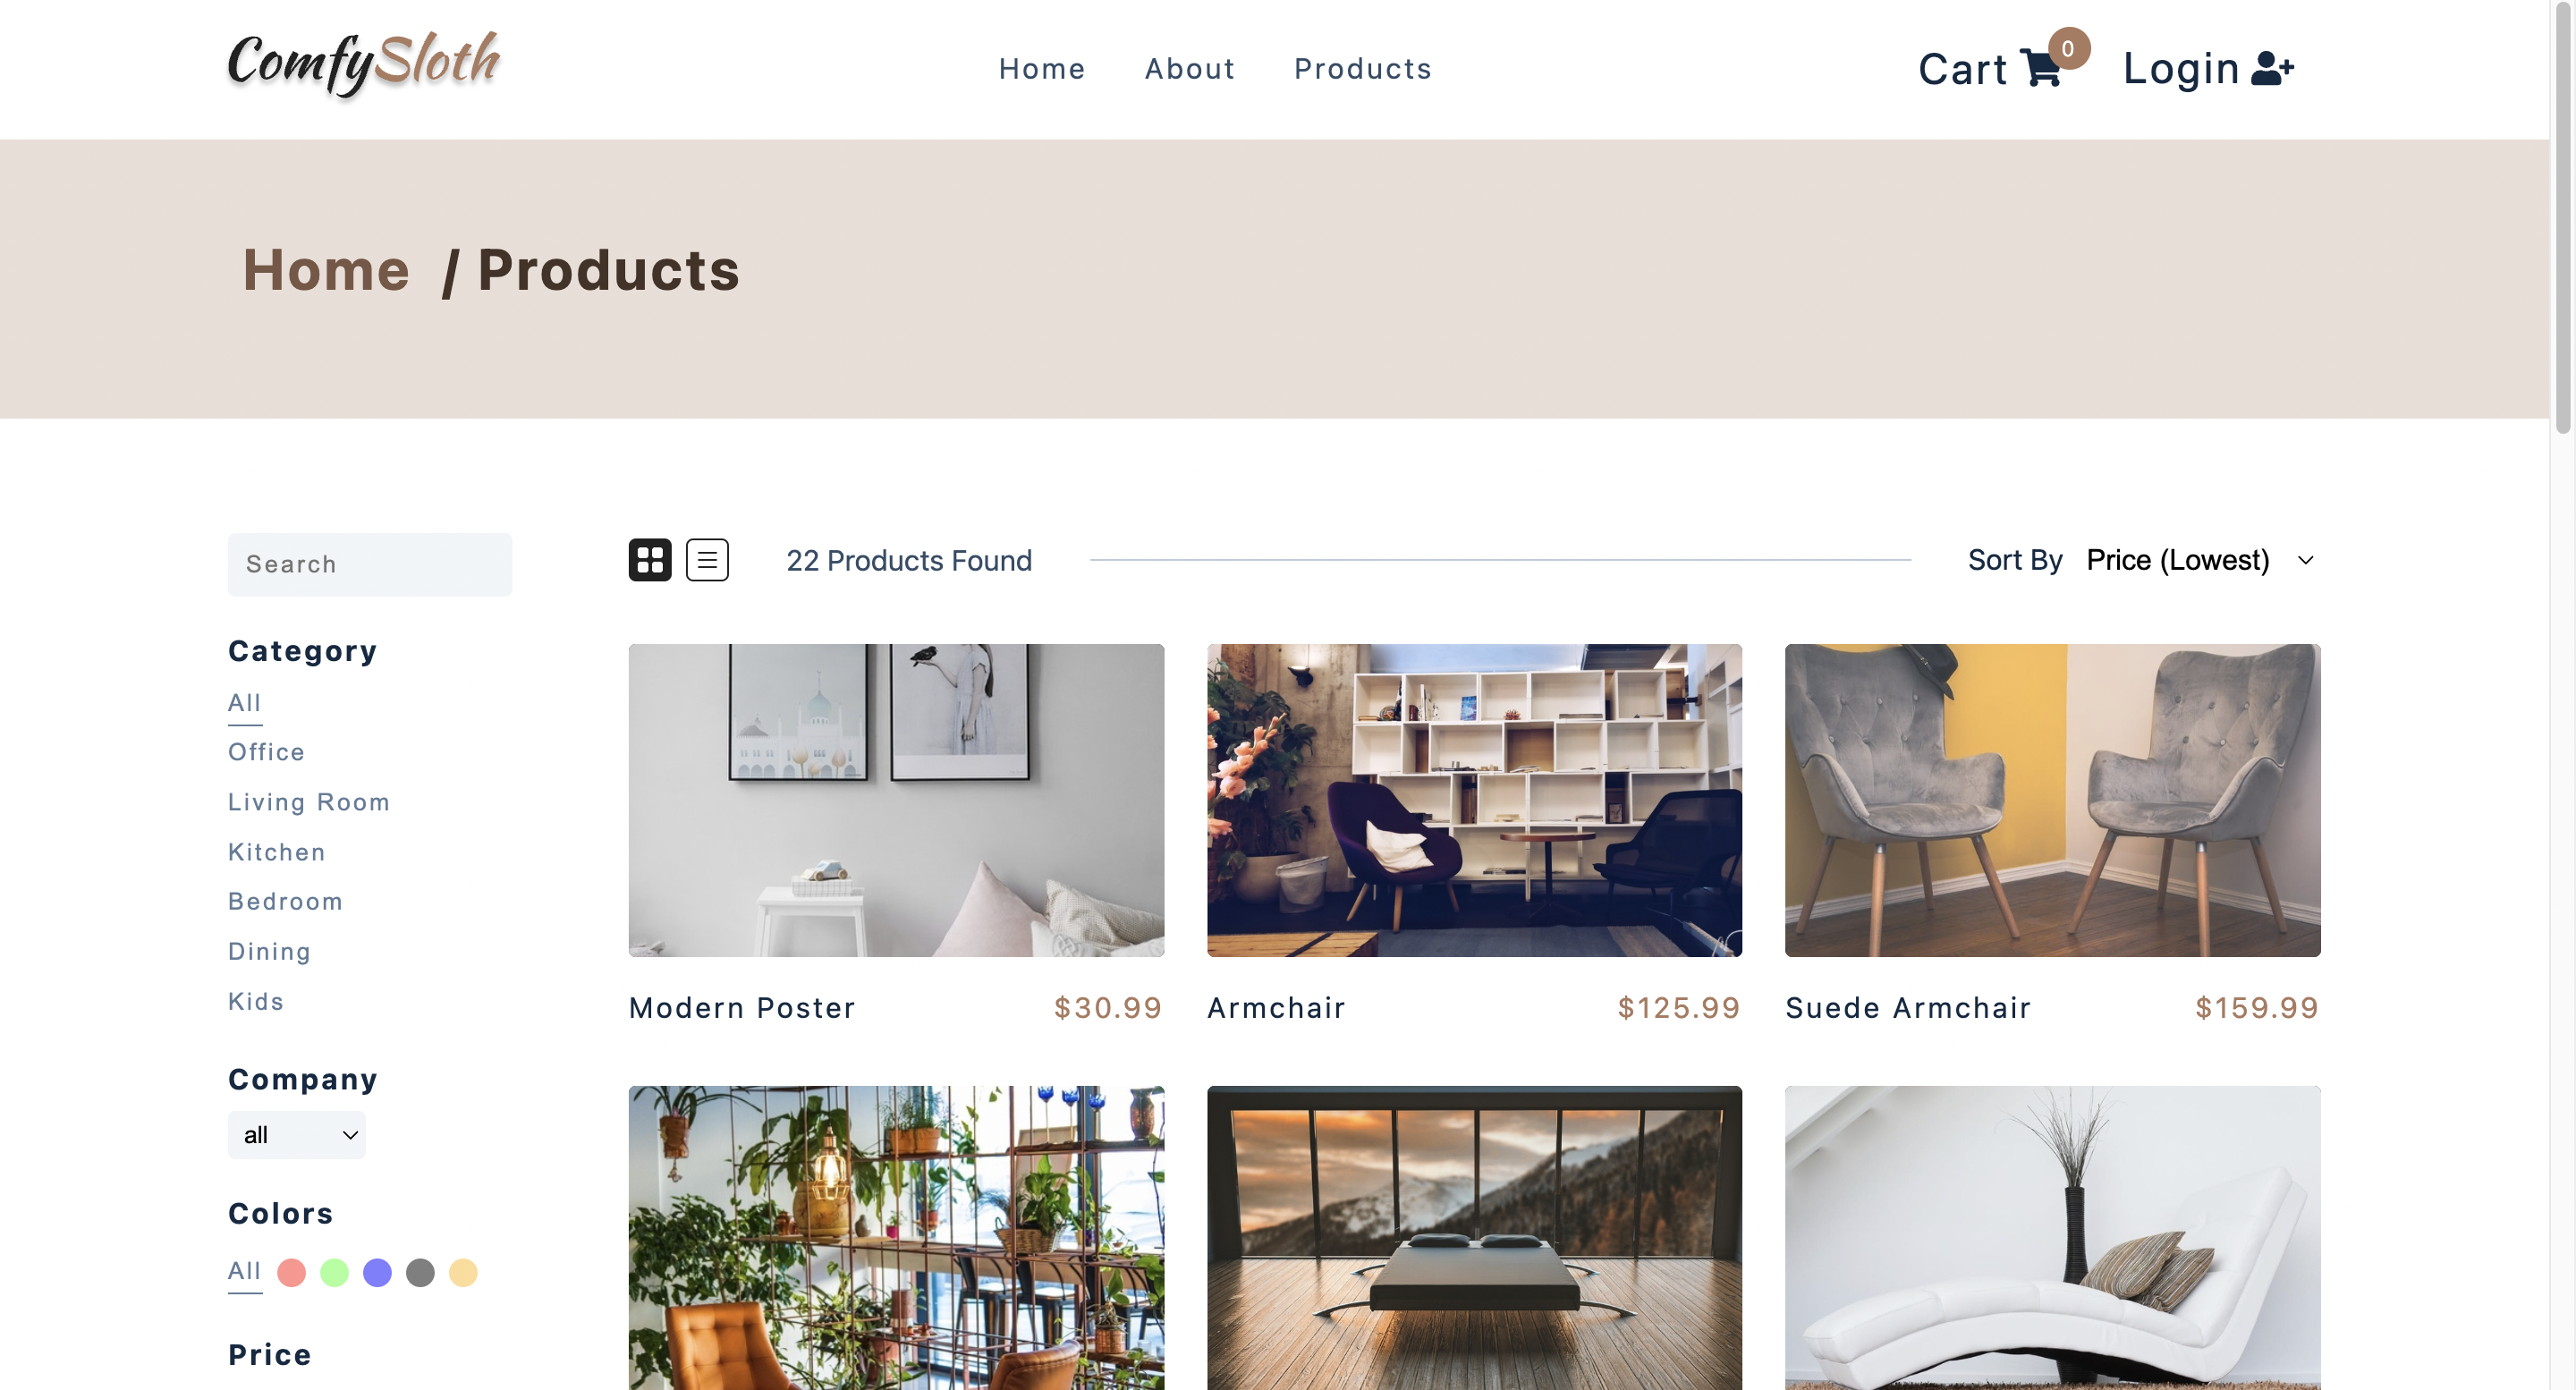 ComfySloth
Home About Products
Cart 0 Login
Home / Products
Search
22 Products Found
Sort By Price (Lowest)
Category
All
Office
Living Room
Kitchen
Bedroom
Dining
Kids
Company
all
Colors
All
Price
Modern Poster $30.99
Armchair $125.99
Suede Armchair $159.99